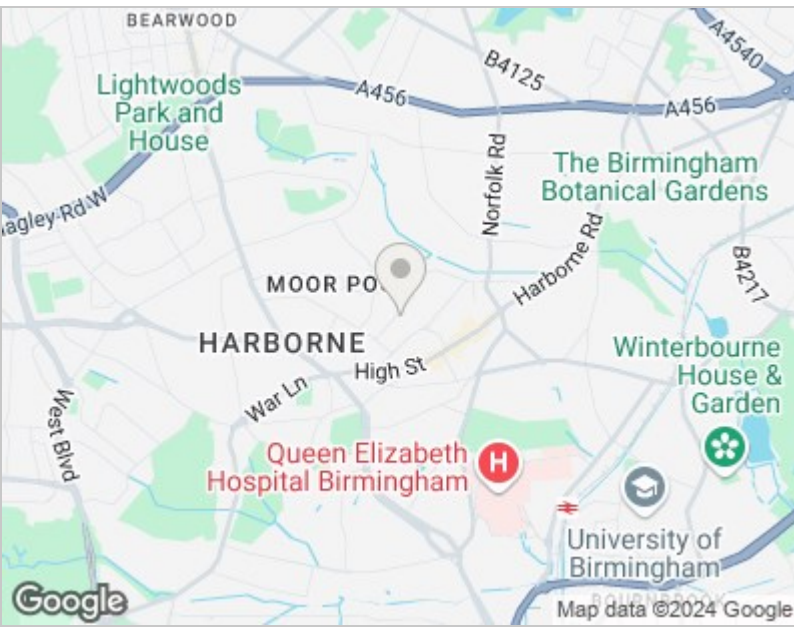 BEARWOOD
A4540
B4125
Lightwoods
Park and
House
A456
A456
Norfolk Rd
The Birmingham
Botanical Gardens
Rd W
Harborne Rd
B4217
MOOR
HARBORNE
High St
War Ln
West Blvd
Winterbourne
House &
Garden
Queen Elizabeth
Hospital Birmingham
H
University of
Birmingham
BOURNBROOK
Google
Map data ©2024 Google